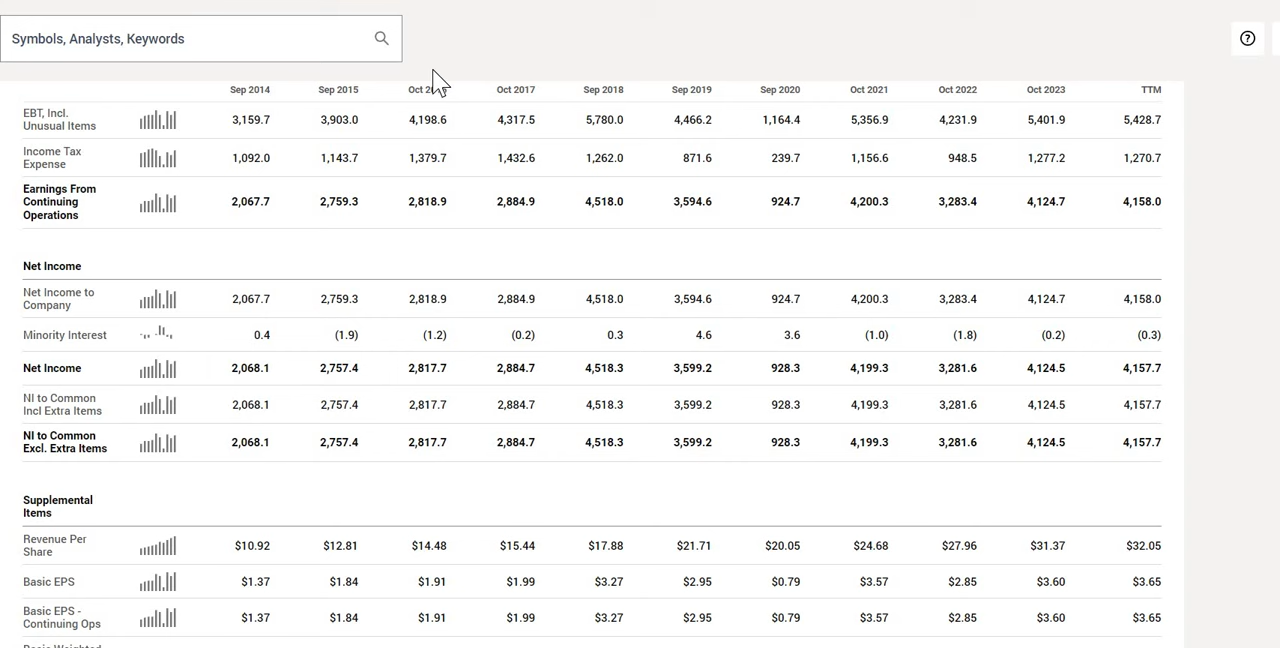 Symbols, Analysts, Keywords
Sep 2014 Sep 2015 Oct 2017 Sep 2018 Sep 2019 Sep 2020 Oct 2021 Oct 2022 Oct 2023 TTM
EBT, Incl.
Unusual Items 3,159.7 3,903.0 4,198.6 4,317.5 5,780.0 4,466.2 1,164.4 5,356.9 4,231.9 5,401.9 5,428.7
Income Tax
Expense 1,092.0 1,143.7 1,379.7 1,432.6 1,262.0 871.6 239.7 1,156.6 948.5 1,277.2 1,270.7
Earnings From
Continuing 2,067.7 2,759.3 2,818.9 2,884.9 4,518.0 3,594.6 924.7 4,200.3 3,283.4 4,124.7 4,158.0
Operations
Net Income
Net Income to
Company 2,067.7 2,759.3 2,818.9 2,884.9 4,518.0 3,594.6 924.7 4,200.3 3,283.4 4,124.7 4,158.0
Minority Interest 0.4 (1.9) (1.2) (0.2) 0.3 4.6 3.6 (1.0) (1.8) (0.2) (0.3)
Net Income 2,068.1 2,757.4 2,817.7 2,884.7 4,518.3 3,599.2 928.3 4,199.3 3,281.6 4,124.5 4,157.7
NI to Common
Incl Extra Items 2,068.1 2,757.4 2,817.7 2,884.7 4,518.3 3,599.2 928.3 4,199.3 3,281.6 4,124.5 4,157.7
NI to Common
Excl. Extra Items 2,068.1 2,757.4 2,817.7 2,884.7 4,518.3 3,599.2 928.3 4,199.3 3,281.6 4,124.5 4,157.7
Supplemental
Items
Revenue Per
Share $10.92 $12.81 $14.48 $15.44 $17.88 $21.71 $20.05 $24.68 $27.96 $31.37 $32.05
Basic EPS $1.37 $1.84 $1.91 $1.99 $3.27 $2.95 $0.79 $3.57 $2.85 $3.60 $3.65
Basic EPS -
Continuing Ops $1.37 $1.84 $1.91 $1.99 $3.27 $2.95 $0.79 $3.57 $2.85 $3.60 $3.65